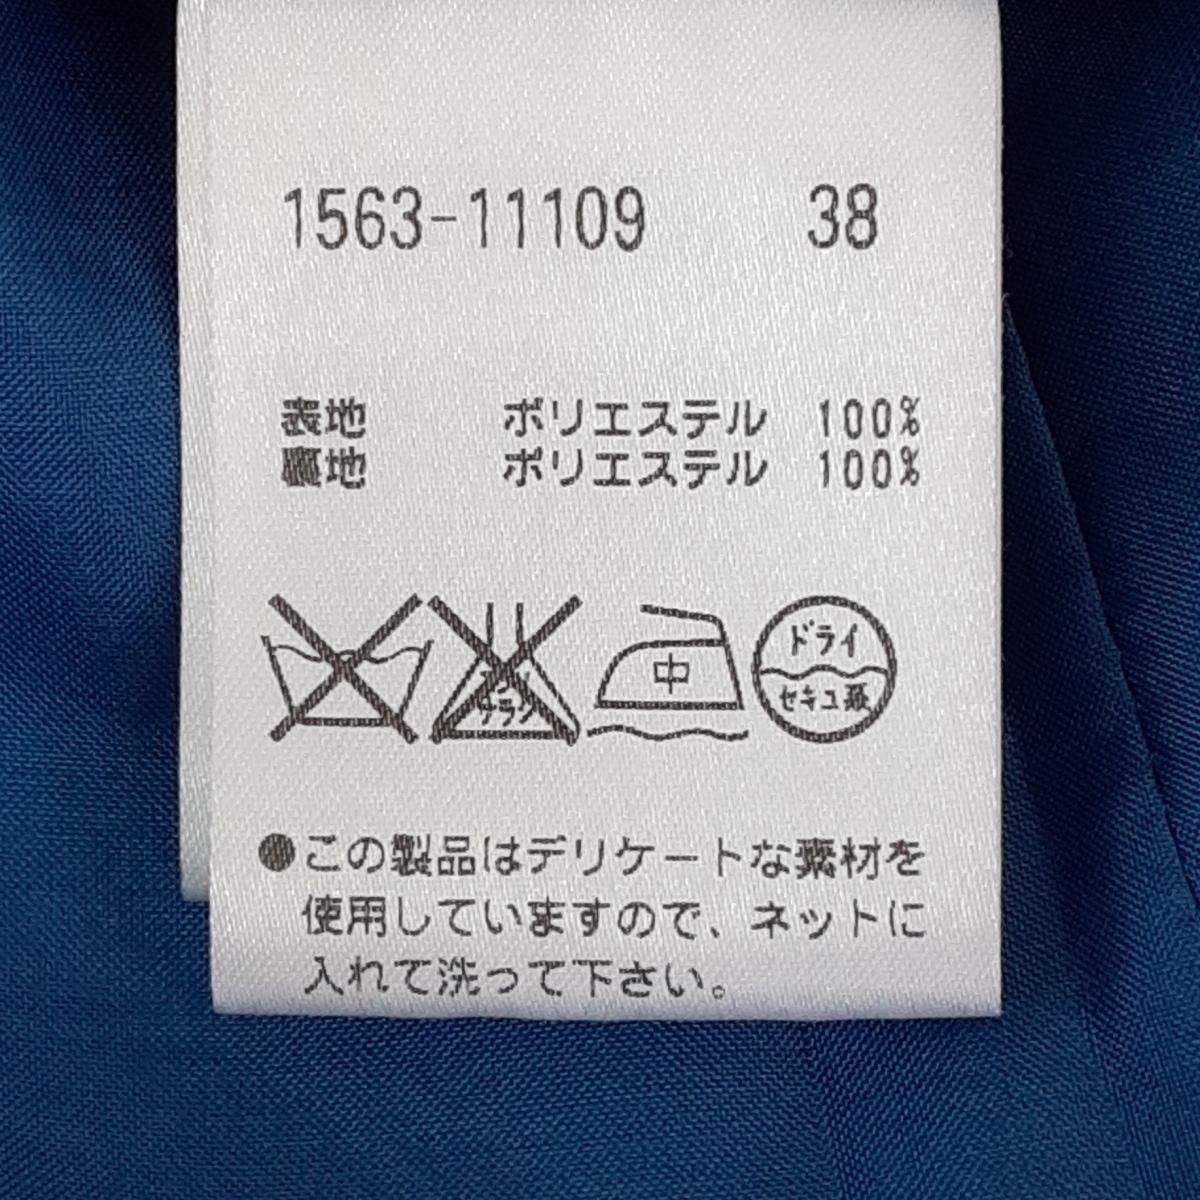 1563-11109 38
表地 ポリエステル 100%
裏地 ポリエステル 100%
中
ドライ
セキユ系
●この製品はデリケートな素材を
使用していますので、ネットに
入れて洗って下さい。